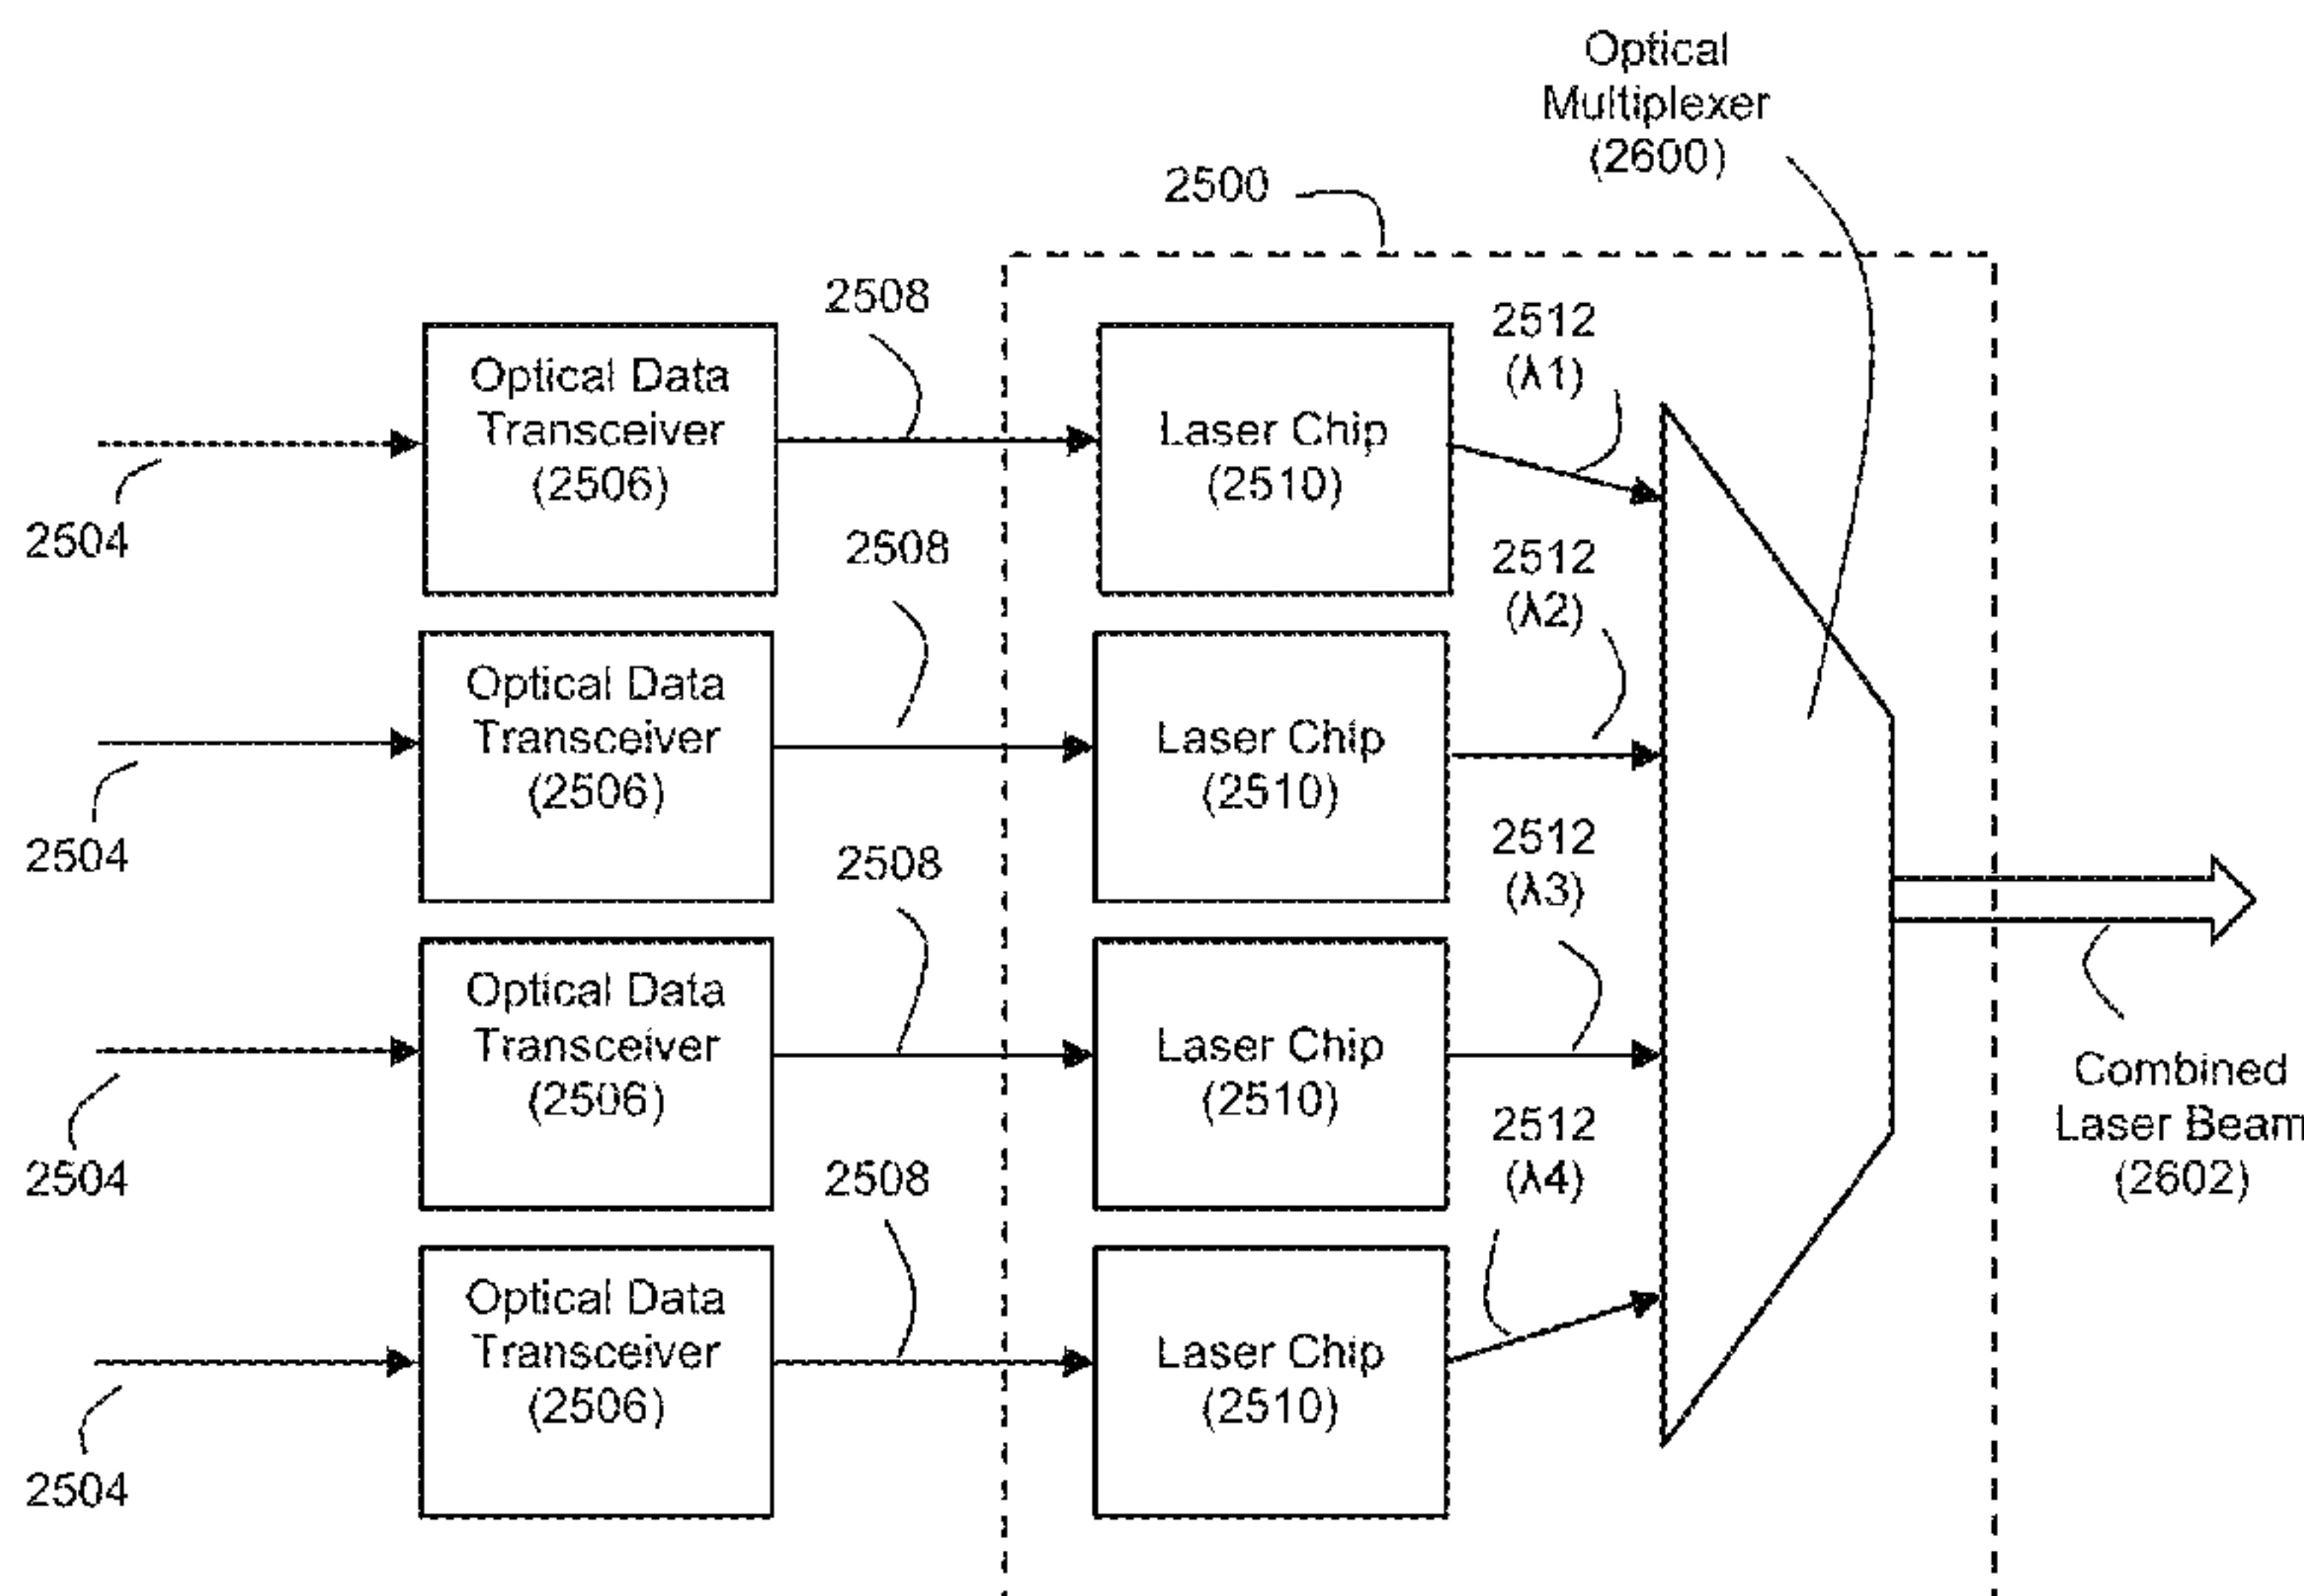 Optical
Multiplexer
(2600)
2500
2508
2512
(λ1)
Optical Data
Transceiver
(2506)
Laser Chip
(2510)
2504
2508
2512
(λ2)
Optical Data
Transceiver
(2506)
Laser Chip
(2510)
2504
2508
2512
(λ3)
Optical Data
Transceiver
(2506)
Laser Chip
(2510)
2504
2508
2512
(λ4)
Combined
Laser Beam
(2602)
Optical Data
Transceiver
(2506)
Laser Chip
(2510)
2504